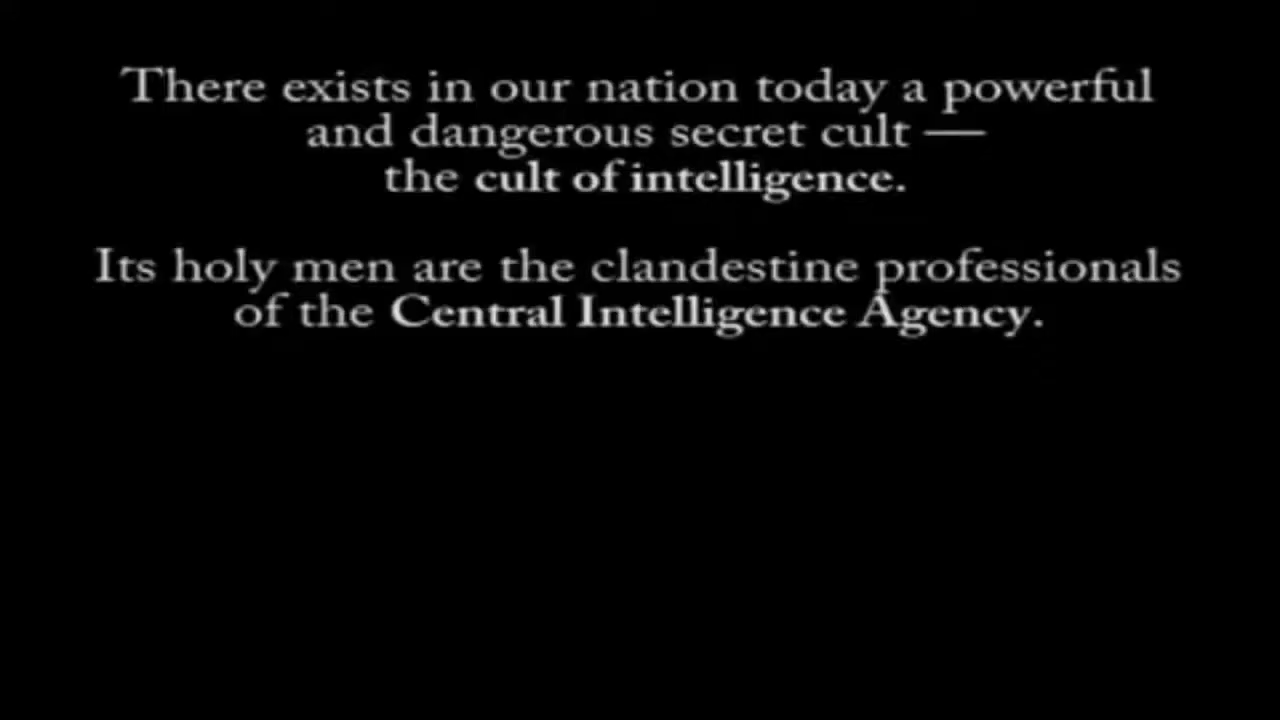 There exists in our nation today a powerful
and dangerous secret cult —
the cult of intelligence.
Its holy men are the clandestine professionals
of the Central Intelligence Agency.